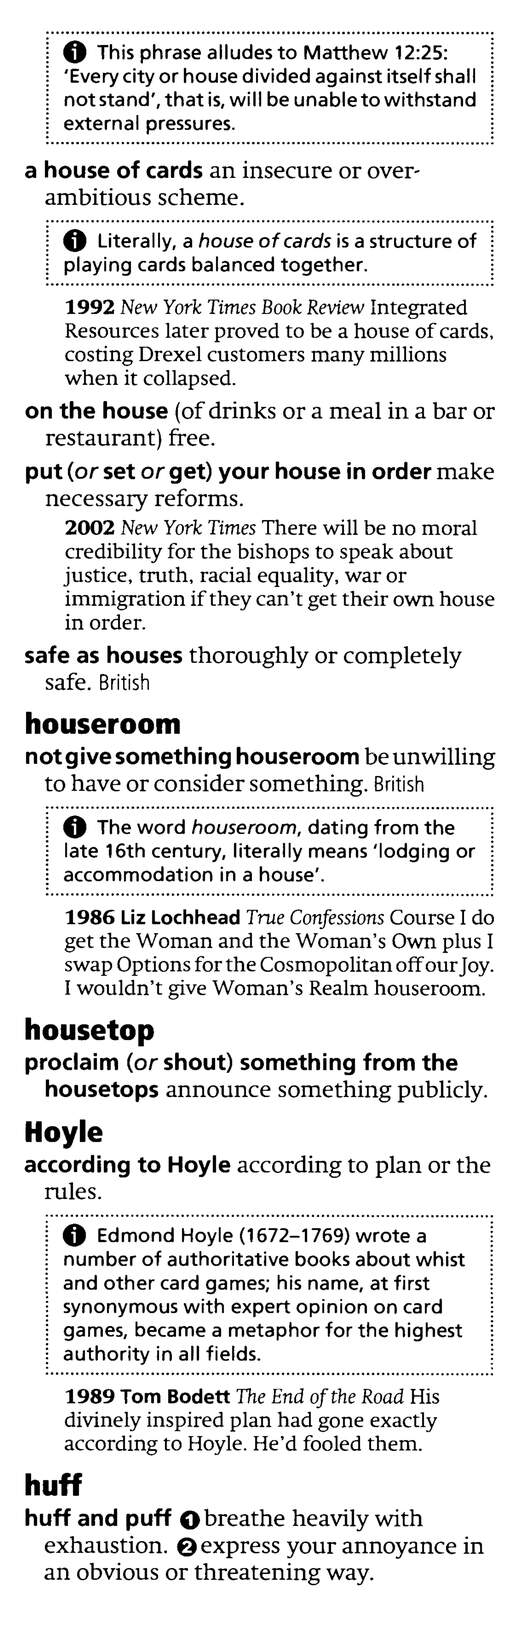 This phrase alludes to Matthew 12:25:
‘Every city or house divided against itself shall
not stand’, that is, will be unable to withstand
external pressures.
a house of cards an insecure or over-
ambitious scheme.
Literally, a house of cards is a structure of
playing cards balanced together.
1992 New York Times Book Review Integrated
Resources later proved to be a house of cards,
costing Drexel customers many millions
when it collapsed.
on the house (of drinks or a meal in a bar or
restaurant) free.
put (or set or get) your house in order make
necessary reforms.
2002 New York Times There will be no moral
credibility for the bishops to speak about
justice, truth, racial equality, war or
immigration if they can’t get their own house
in order.
safe as houses thoroughly or completely
safe. British
houseroom
not give something houseroom be unwilling
to have or consider something. British
The word houseroom, dating from the
late 16th century, literally means ‘lodging or
accommodation in a house’.
1986 Liz Lochhead True Confessions Course I do
get the Woman and the Woman’s Own plus I
swap Options for the Cosmopolitan off our Joy.
I wouldn’t give Woman’s Realm houseroom.
housetop
proclaim (or shout) something from the
housetops announce something publicly.
Hoyle
according to Hoyle according to plan or the
rules.
Edmond Hoyle (1672–1769) wrote a
number of authoritative books about whist
and other card games; his name, at first
synonymous with expert opinion on card
games, became a metaphor for the highest
authority in all fields.
1989 Tom Bodett The End of the Road His
divinely inspired plan had gone exactly
according to Hoyle. He’d fooled them.
huff
huff and puff ❶ breathe heavily with
exhaustion. ❷ express your annoyance in
an obvious or threatening way.